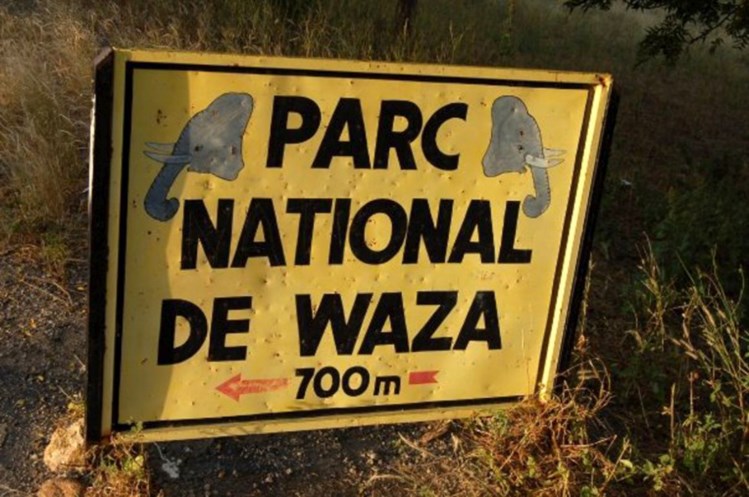 PARC
NATIONAL
DE WAZA
700m